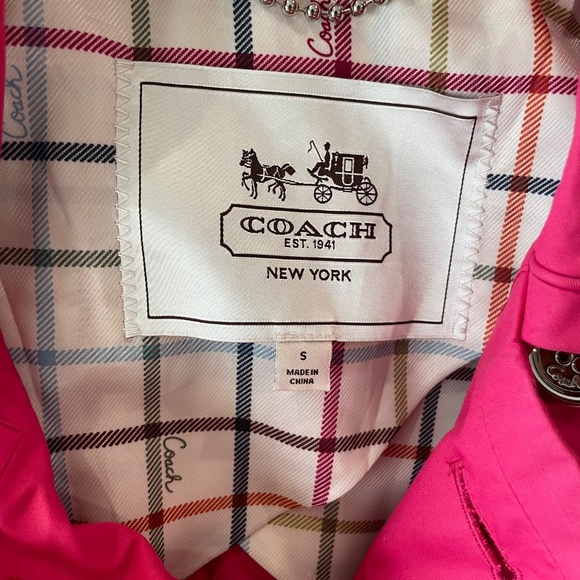 Coach
Coach
COACH
EST. 1941
NEW YORK
S
MADE IN
CHINA
Coach